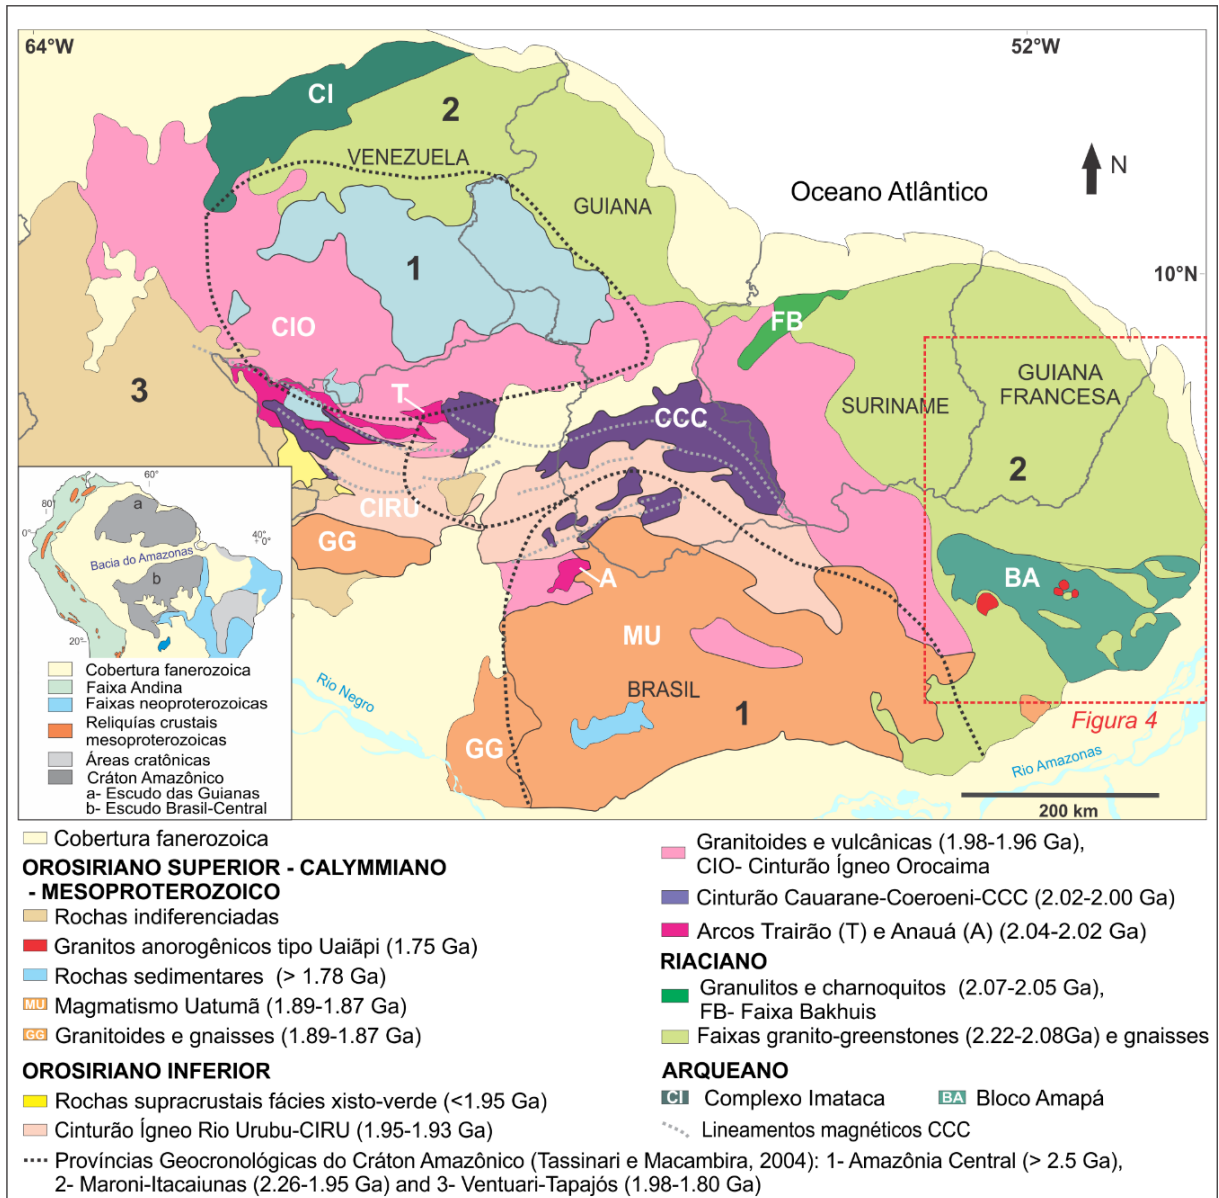 64°W
52°W
CI
2
VENEZUELA
GUIANA
Oceano Atlântico
N
1
10°N
CIO
FB
3
T
CCC
SURINAME
GUIANA
FRANCESA
2
CIRU
GG
A
BA
MU
BRASIL
1
GG
Rio Negro
Figura 4
Rio Amazonas
200 km
60°
80°
a
0°
40°
0°
Bacia do Amazonas
b
20°
Cobertura fanerozoica
Faixa Andina
Faixas neoproterozoicas
Reliquías crustais
mesoproterozoicas
Áreas cratônicas
Cráton Amazônico
a- Escudo das Guianas
b- Escudo Brasil-Central
Cobertura fanerozoica
OROSIRIANO SUPERIOR - CALYMMIANO
- MESOPROTEROZOICO
Rochas indiferenciadas
Granitos anorogênicos tipo Uaiãpi (1.75 Ga)
Rochas sedimentares (> 1.78 Ga)
MU Magmatismo Uatumã (1.89-1.87 Ga)
GG Granitoides e gnaisses (1.89-1.87 Ga)
OROSIRIANO INFERIOR
Rochas supracrustais fácies xisto-verde (<1.95 Ga)
Cinturão Ígneo Rio Urubu-CIRU (1.95-1.93 Ga)
Granitoides e vulcânicas (1.98-1.96 Ga),
CIO- Cinturão Ígneo Orocaima
Cinturão Cauarane-Coeroeni-CCC (2.02-2.00 Ga)
Arcos Trairão (T) e Anauá (A) (2.04-2.02 Ga)
RIACIANO
Granulitos e charnoquitos (2.07-2.05 Ga),
FB- Faixa Bakhuis
Faixas granito-greenstones (2.22-2.08Ga) e gnaisses
ARQUEANO
CI Complexo Imataca
BA Bloco Amapá
Lineamentos magnéticos CCC
Províncias Geocronológicas do Cráton Amazônico (Tassinari e Macambira, 2004): 1- Amazônia Central (> 2.5 Ga),
2- Maroni-Itacaiunas (2.26-1.95 Ga) and 3- Ventuari-Tapajós (1.98-1.80 Ga)